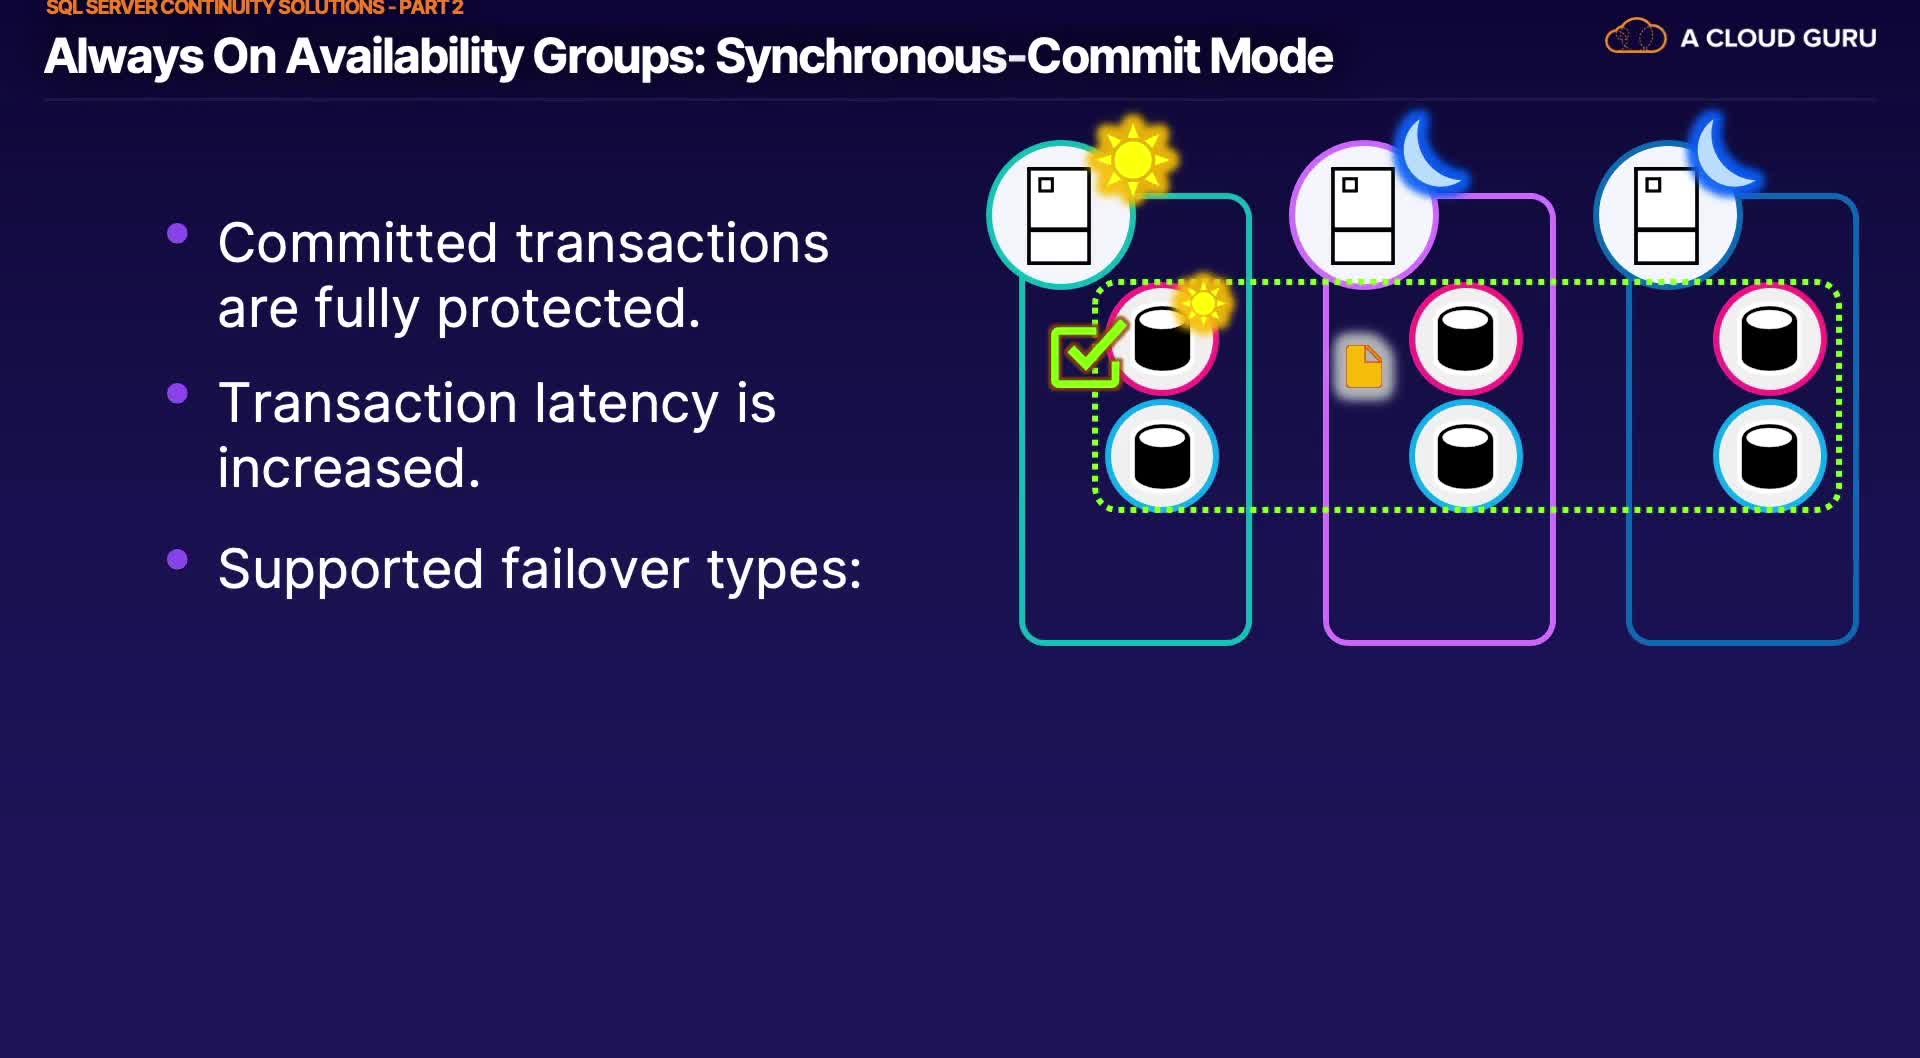 SQL SERVER CONTINUITY SOLUTIONS - PART 2
Always On Availability Groups: Synchronous-Commit Mode
A CLOUD GURU
Committed transactions
are fully protected.
Transaction latency is
increased.
Supported failover types: